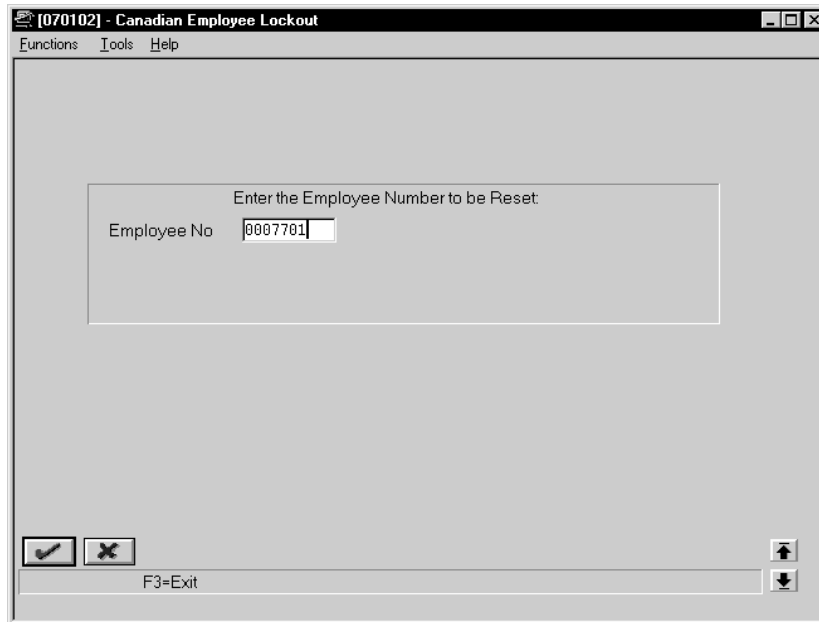 [070102] - Canadian Employee Lockout
Functions Tools Help
Enter the Employee Number to be Reset:
Employee No 0007701
F3=Exit